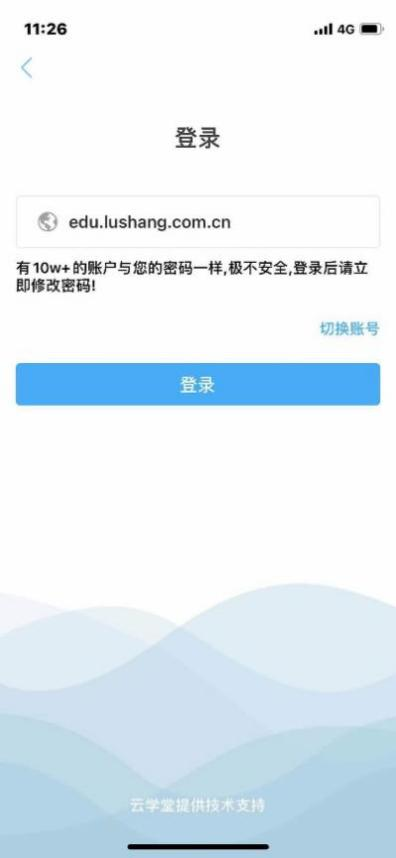 11:26
4G
登录
edu.lushang.com.cn
有10w+的账户与您的密码一样,极不安全,登录后请立
即修改密码!
切换账号
登录
云学堂提供技术支持